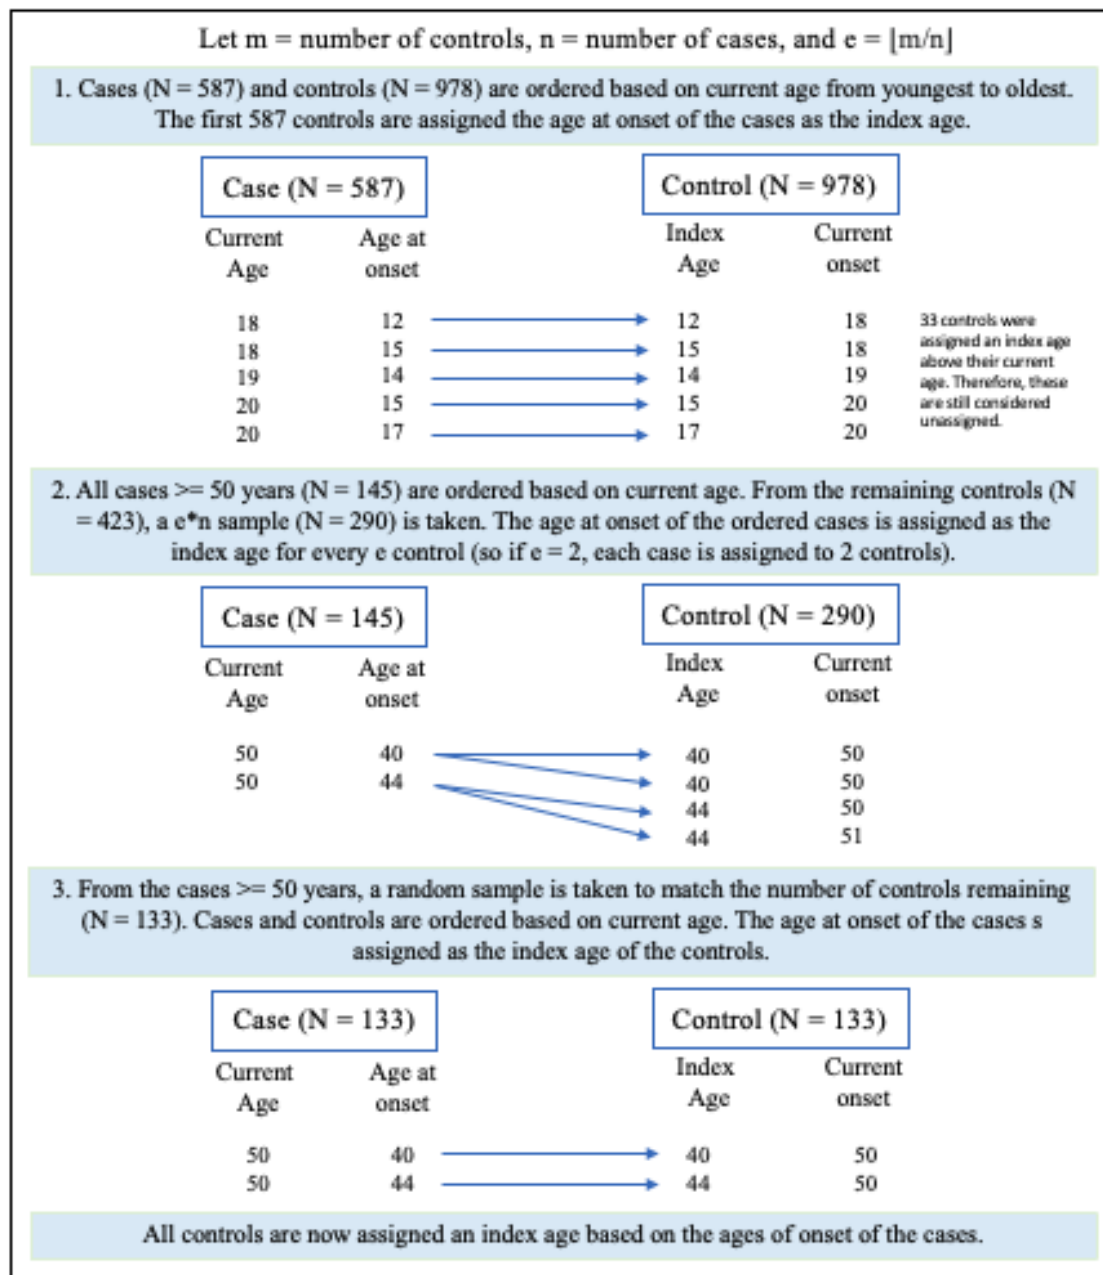 Let m = number of controls, n = number of cases, and e = ⌊m/n⌋
1. Cases (N = 587) and controls (N = 978) are ordered based on current age from youngest to oldest.
The first 587 controls are assigned the age at onset of the cases as the index age.
Case (N = 587)
Control (N = 978)
Current Age
Age at onset
Index Age
Current onset
18 12 12 18
18 15 15 18
19 14 14 19
20 15 15 20
20 17 17 20
33 controls were
assigned an index age
above their current
age. Therefore, these
are still considered
unassigned.
2. All cases >= 50 years (N = 145) are ordered based on current age. From the remaining controls (N
= 423), a e*n sample (N = 290) is taken. The age at onset of the ordered cases is assigned as the
index age for every e control (so if e = 2, each case is assigned to 2 controls).
Case (N = 145)
Control (N = 290)
Current Age
Age at onset
Index Age
Current onset
50 40 40 50
50 44 40 50
44 50
44 51
3. From the cases >= 50 years, a random sample is taken to match the number of controls remaining
(N = 133). Cases and controls are ordered based on current age. The age at onset of the cases s
assigned as the index age of the controls.
Case (N = 133)
Control (N = 133)
Current Age
Age at onset
Index Age
Current onset
50 40 40 50
50 44 44 50
All controls are now assigned an index age based on the ages of onset of the cases.